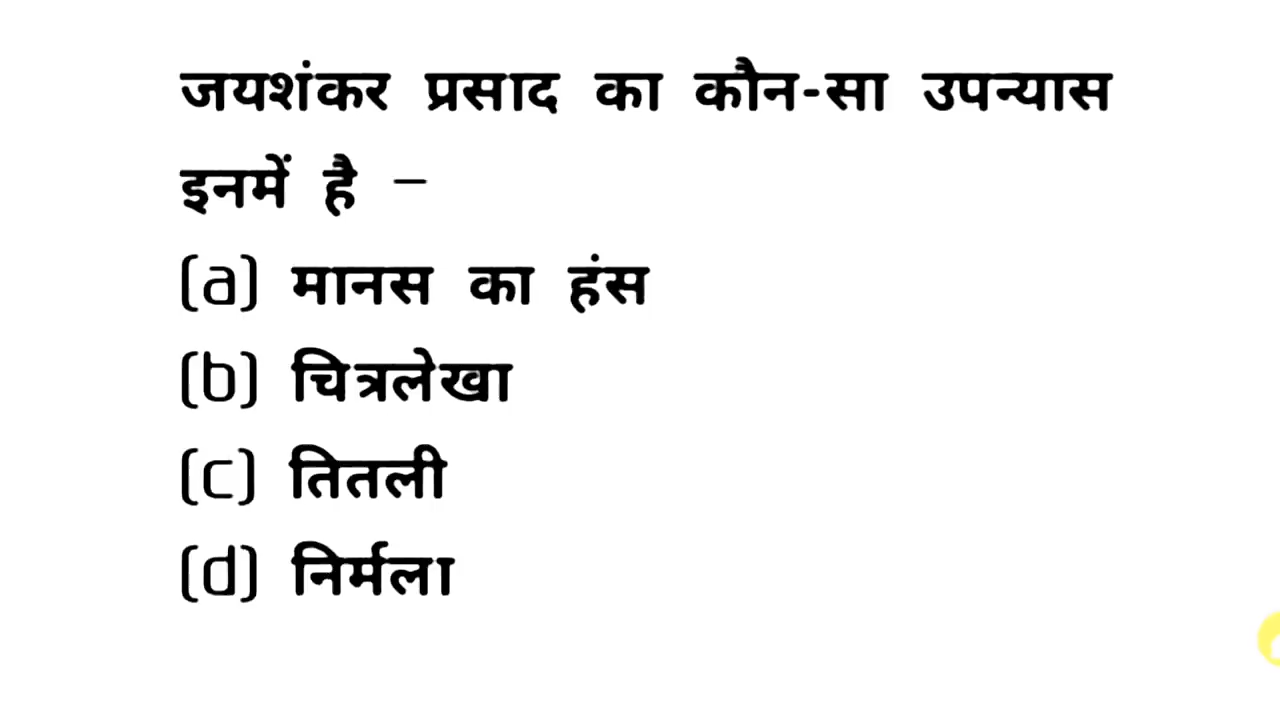 जयशंकर प्रसाद का कौन-सा उपन्यास
इनमें है –
(a) मानस का हंस
(b) चित्रलेखा
(c) तितली
(d) निर्मला